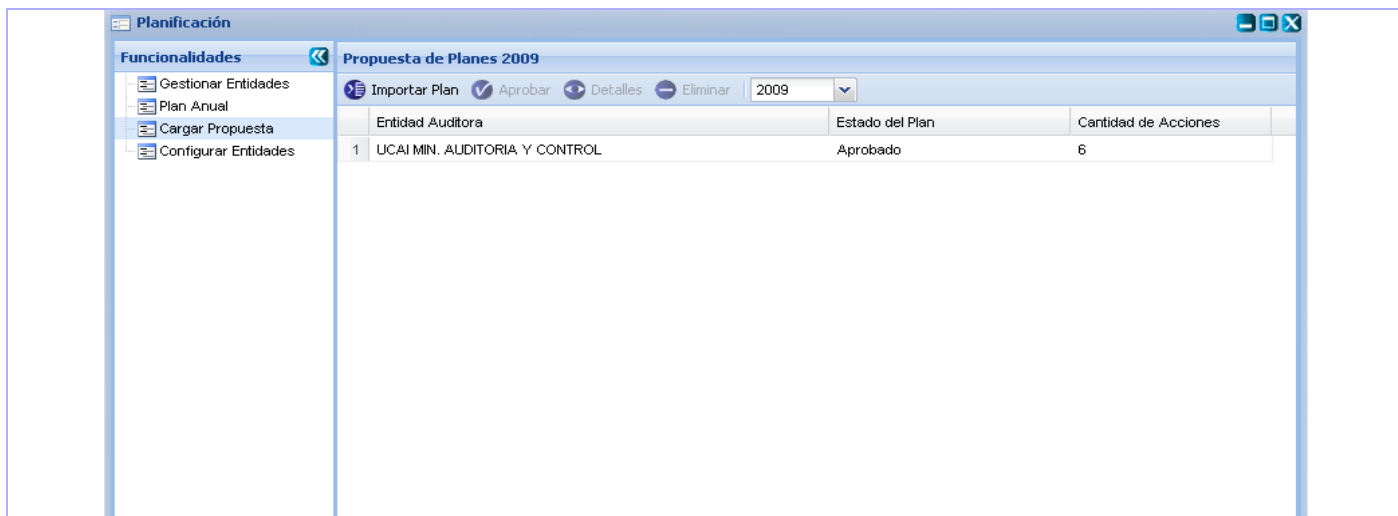 Planificación
Funcionalidades
Gestionar Entidades
Plan Anual
Cargar Propuesta
Configurar Entidades
Propuesta de Planes 2009
Importar Plan Aprobar Detalles Eliminar 2009
Entidad Auditora Estado del Plan Cantidad de Acciones
1 UCAI MIN. AUDITORIA Y CONTROL Aprobado 6